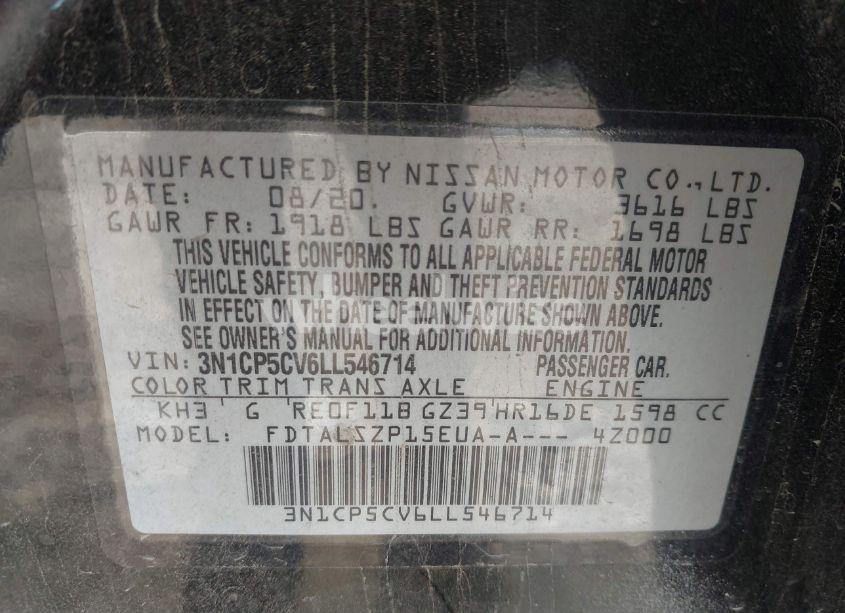 MANUFACTURED BY NISSAN MOTOR CO.,LTD.
DATE: 08/20. GVWR: 3616 LBS
GAWR FR: 1918 LBS GAWR RR: 1698 LBS
THIS VEHICLE CONFORMS TO ALL APPLICABLE FEDERAL MOTOR
VEHICLE SAFETY, BUMPER AND THEFT PREVENTION STANDARDS
IN EFFECT ON THE DATE OF MANUFACTURE SHOWN ABOVE.
SEE OWNER'S MANUAL FOR ADDITIONAL INFORMATION.
VIN: 3N1CP5CV6LL546714 PASSENGER CAR.
COLOR TRIM TRANS AXLE ENGINE
KH3 G RE0F11B GZ39 HR16DE 1598 CC
MODEL: FDTALSZP15EUA-A--- 4Z000
3N1CP5CV6LL546714